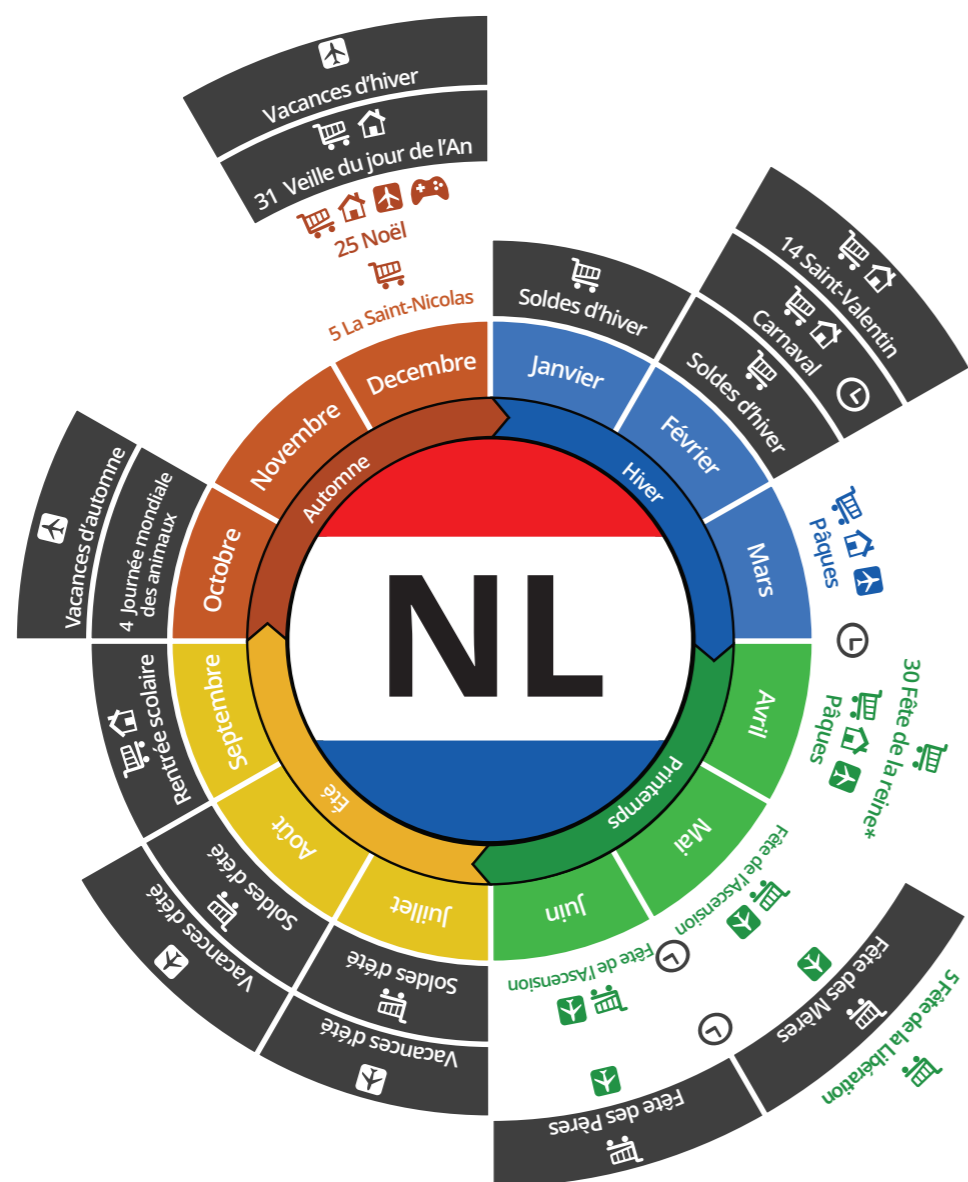 Vacances d’hiver
31 Veille du jour de l’An
25 Noël
5 La Saint-Nicolas
Decembre
Soldes d’hiver
Janvier
14 Saint-Valentin
Carnaval
Soldes d’hiver
Février
Hiver
Mars
Pâques
Avril
Pâques
30 Fête de la reine*
Printemps
Mai
Fête de l’Ascension
Fête des Mères
5 Fête de la Libération
Juin
Fête de l’Ascension
Fête des Pères
Juillet
Soldes d’été
Vacances d’été
Été
Août
Soldes d’été
Vacances d’été
Septembre
Rentrée scolaire
Octobre
4 Journée mondiale
des animaux
Vacances d’automne
Automne
Novembre
NL